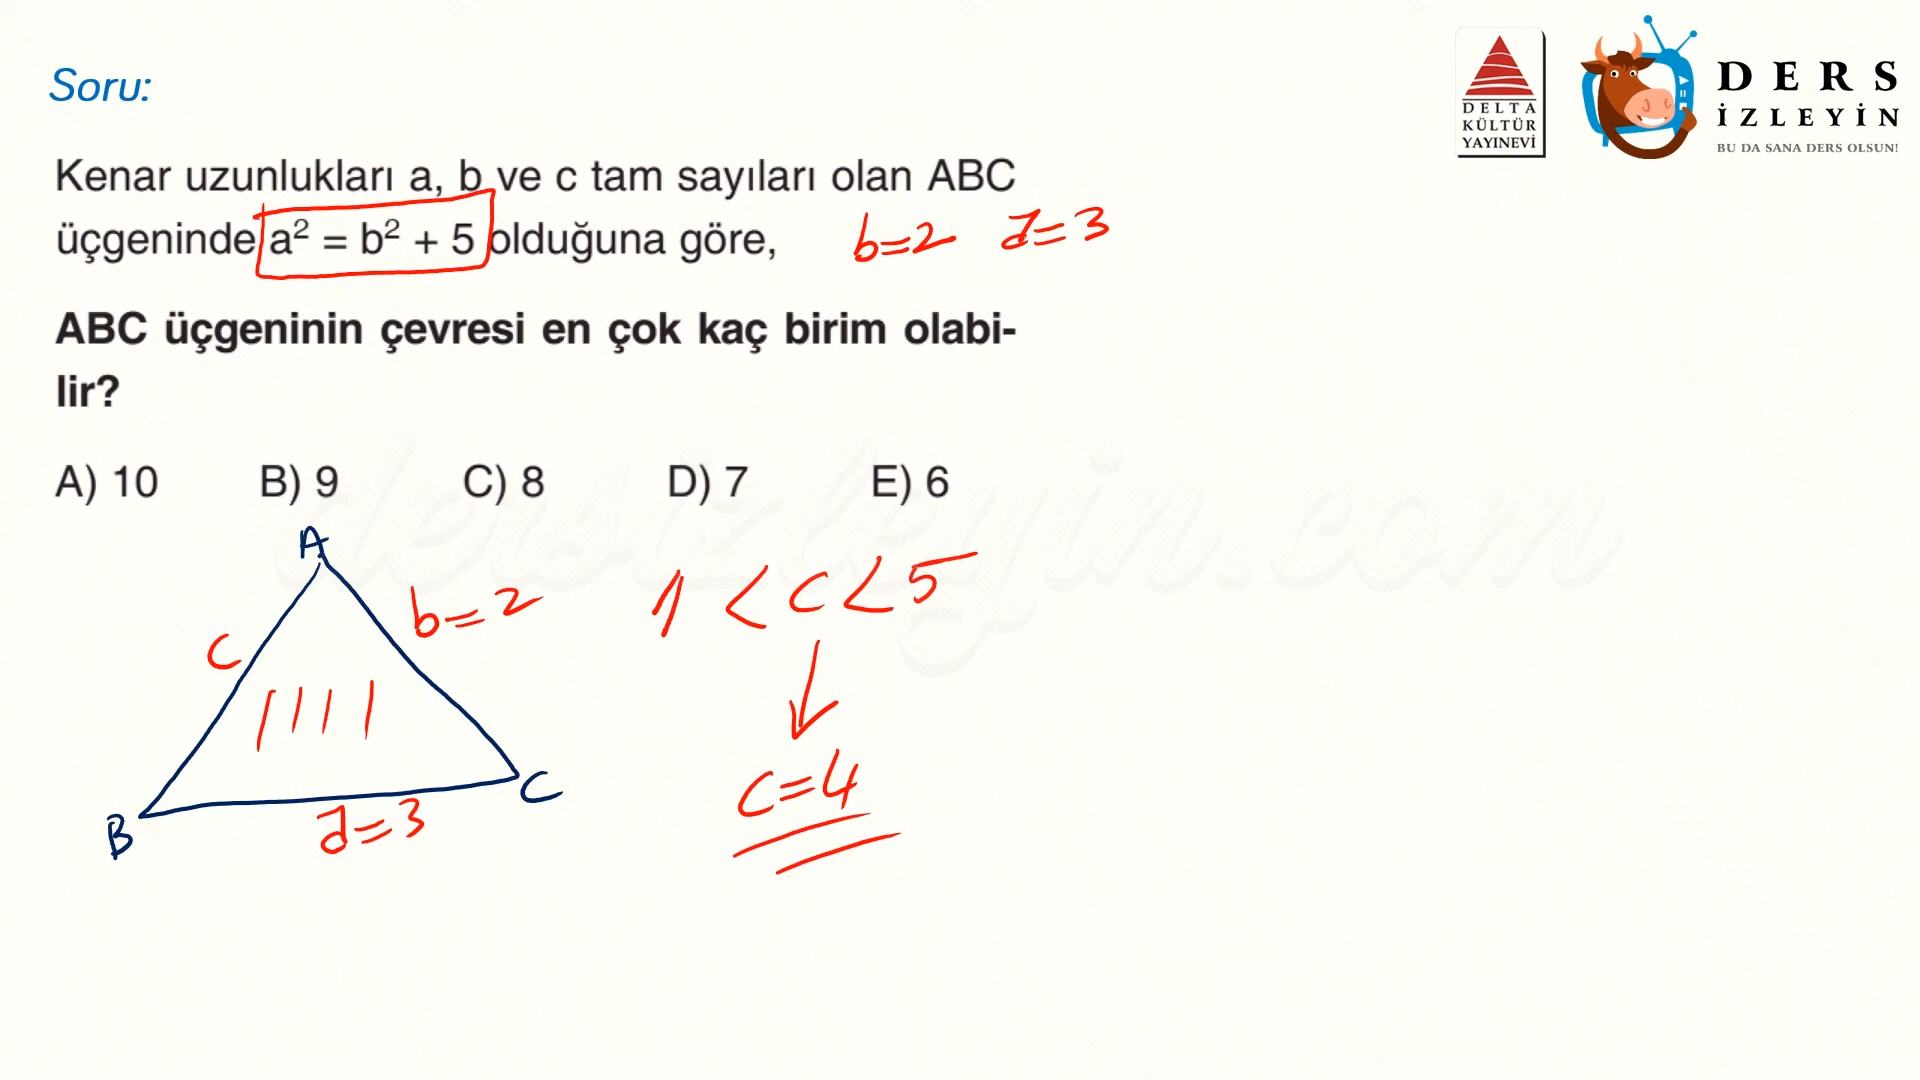 Soru:
DELTA
KÜLTÜR
YAYINEVİ
DERS
İZLEYİN
BU DA SANA DERS OLSUN!
Kenar uzunlukları a, b ve c tam sayıları olan ABC
üçgeninde a² = b² + 5 olduğuna göre,
b=2 a=3
ABC üçgeninin çevresi en çok kaç birim olabi-
lir?
A) 10 B) 9 C) 8 D) 7 E) 6
dersizleyin.com
A
b=2
c
B
a=3
C
1 < c < 5
c=4